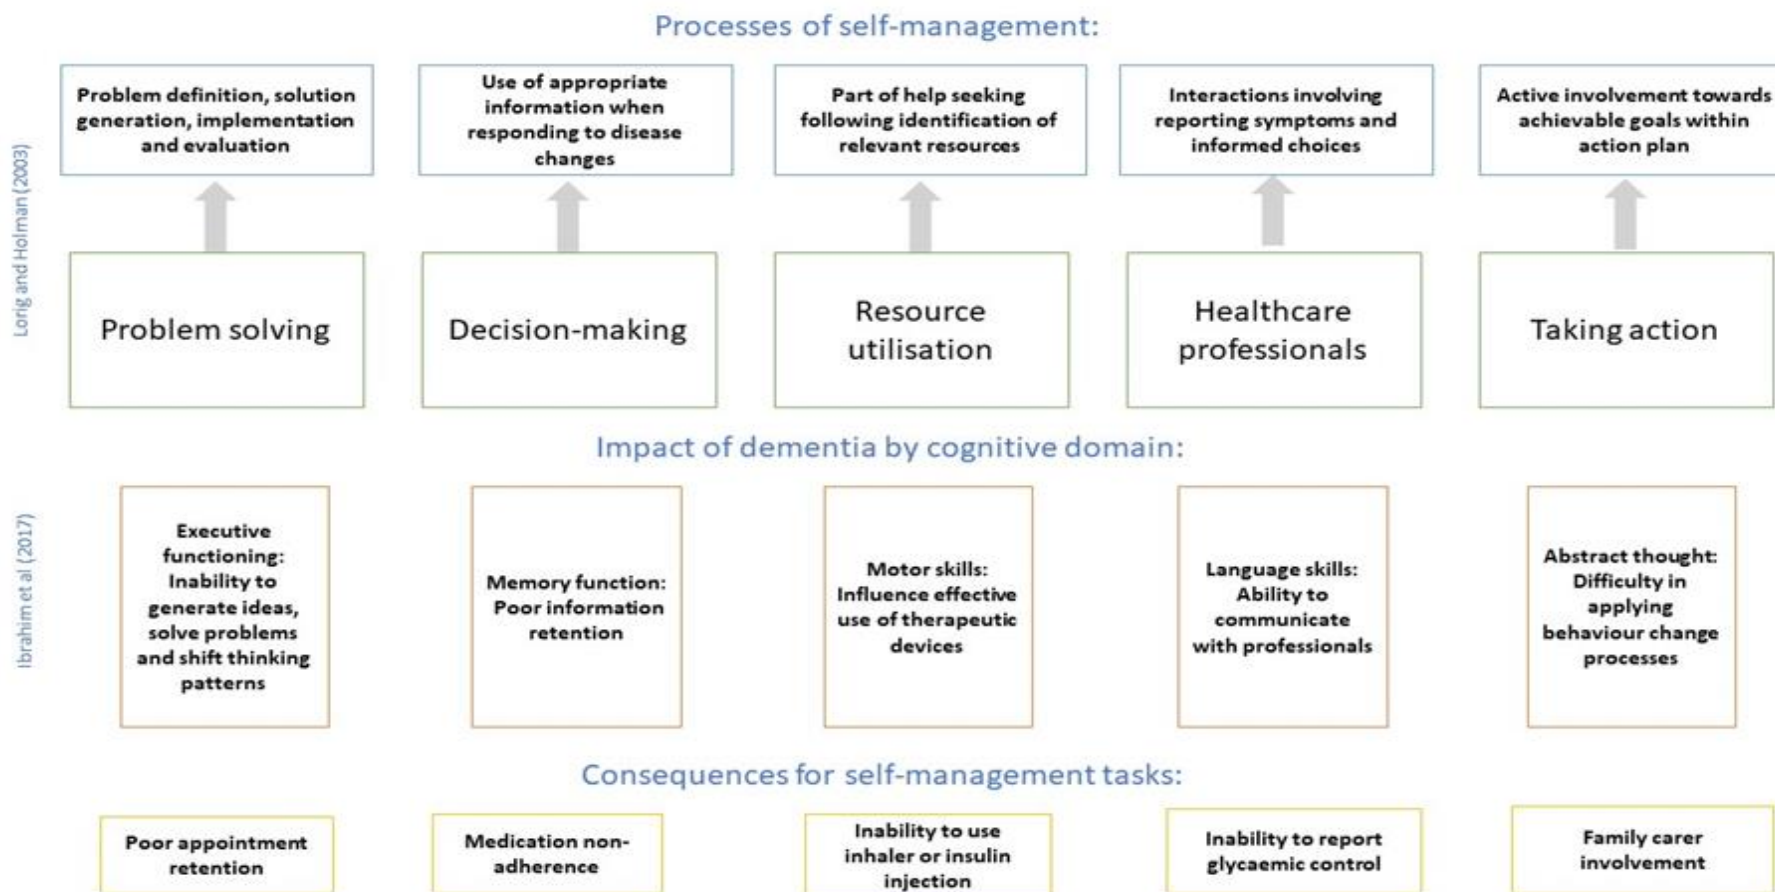 Processes of self-management:
Lorig and Holman (2003)
Problem definition, solution
generation, implementation
and evaluation
Use of appropriate
information when
responding to disease
changes
Part of help seeking
following identification of
relevant resources
Interactions involving
reporting symptoms and
informed choices
Active involvement towards
achievable goals within
action plan
Problem solving
Decision-making
Resource
utilisation
Healthcare
professionals
Taking action
Impact of dementia by cognitive domain:
Ibrahim et al (2017)
Executive
functioning:
Inability to
generate ideas,
solve problems
and shift thinking
patterns
Memory function:
Poor information
retention
Motor skills:
Influence effective
use of therapeutic
devices
Language skills:
Ability to
communicate
with professionals
Abstract thought:
Difficulty in
applying
behaviour change
processes
Consequences for self-management tasks:
Poor appointment
retention
Medication non-
adherence
Inability to use
inhaler or insulin
injection
Inability to report
glycaemic control
Family carer
involvement